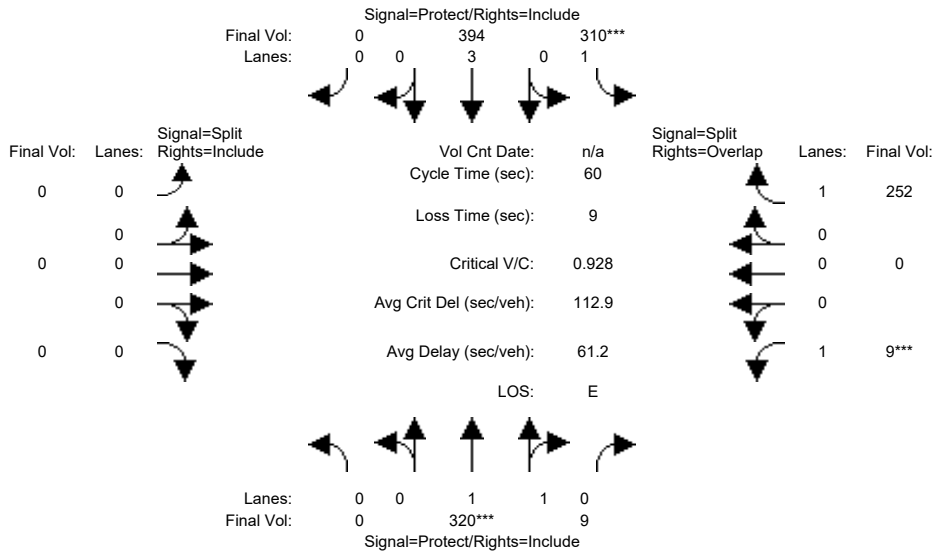 Signal=Protect/Rights=Include
Final Vol: 0 394 310***
Lanes: 0 0 3 0 1
Signal=Split
Final Vol: Lanes: Rights=Include
Vol Cnt Date: n/a
Signal=Split
Rights=Overlap Lanes: Final Vol:
Cycle Time (sec): 60
0 0
1 252
Loss Time (sec): 9
0
0
0 0
Critical V/C: 0.928
0 0
0
Avg Crit Del (sec/veh): 112.9
0
0 0
Avg Delay (sec/veh): 61.2
1 9***
LOS: E
Lanes: 0 0 1 1 0
Final Vol: 0 320*** 9
Signal=Protect/Rights=Include